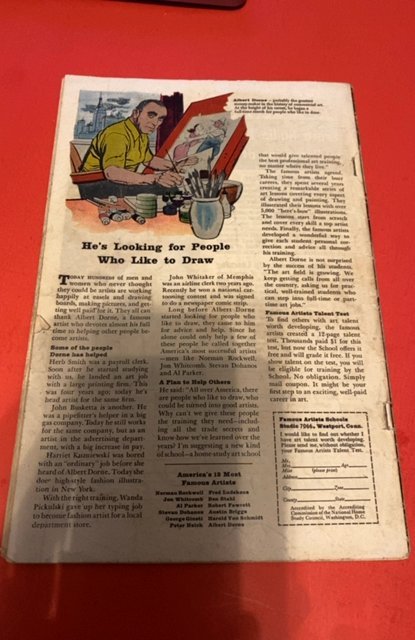 Albert Dorne – probably the greatest
money-maker in the history of commercial art.
At the height of his career, he began a
full-time search for people who like to draw.
He's Looking for People
Who Like to Draw
TODAY HUNDREDS of men and
women who never thought
they could be artists are working
happily at easels and drawing
boards, making pictures, and get-
ting well paid for it. They all can
thank Albert Dorne, a famous
artist who devotes almost his full
time to helping other people be-
come artists.
Some of the people
Dorne has helped
Herb Smith was a payroll clerk.
Soon after he started studying
with us, he landed an art job
with a large printing firm. This
was four years ago; today he's
head artist for the same firm.
John Busketta is another. He
was a pipefitter's helper in a big
gas company. Today he still works
for the same company, but as an
artist in the advertising depart-
ment, with a big increase in pay.
Harriet Kuzniewski was bored
with an "ordinary" job before she
heard of Albert Dorne. Today she
does high-style fashion illustra-
tion in New York.
With the right training, Wanda
Pickulski gave up her typing job
to become fashion artist for a local
department store.
John Whitaker of Memphis
was an airline clerk two years ago.
Recently he won a national car-
tooning contest and was signed
to do a newspaper comic strip.
Long before Albert Dorne
started looking for people who
like to draw, they came to him
for advice and help. Since he
alone could only help a few of
these people he called together
America's most successful artists
—men like Norman Rockwell,
Jon Whitcomb, Stevan Dohanos
and Al Parker.
A Plan to Help Others
He said: "All over America, there
are people who like to draw, who
could be turned into good artists.
Why can't we give these people
the training they need—includ-
ing all the trade secrets and
know how we've learned over the
years? I'm suggesting a new kind
of school—a home-study art school
America's 12 Most
Famous Artists
Norman Rockwell Fred Ludekens
Jon Whitcomb Ben Stahl
Al Parker Robert Fawcett
Stevan Dohanos Austin Briggs
George Giusti Harold Von Schmidt
Peter Helck Albert Dorne
that would give talented people
the best professional art training,
no matter where they live."
The famous artists agreed.
Taking time from their busy
careers, they spent several years
creating a remarkable series of
art lessons covering every aspect
of drawing and painting. They
illustrated their lessons with over
5,000 "here's-how" illustrations.
The lessons start from scratch
and cover every skill a top artist
needs. Finally, the famous artists
developed a wonderful way to
give each student personal cor-
rection and advice all through
his training.
Albert Dorne is not surprised
by the success of his students.
"The art field is growing. We
keep getting calls from all over
the country, asking us for prac-
tical, well-trained students who
can step into full-time or part-
time art jobs."
Famous Artists Talent Test
To find others with art talent
worth developing, the famous
artists created a 12-page talent
test. Thousands paid $1 for this
test, but now the School offers it
free and will grade it free. If you
show talent on the test, you will
be eligible for training by the
School. No obligation. Simply
mail coupon. It might be your
first step to an exciting, well-paid
career in art.
Famous Artists Schools
Studio 7066, Westport, Conn.
I would like to find out whether I
have art talent worth developing.
Please send me, without obligation,
your Famous Artists Talent Test.
Mr.
Mrs. Age
Miss (please print)
Address
City Zone
County State
Accredited by the Accrediting
Commission of the National Home
Study Council, Washington, D.C.